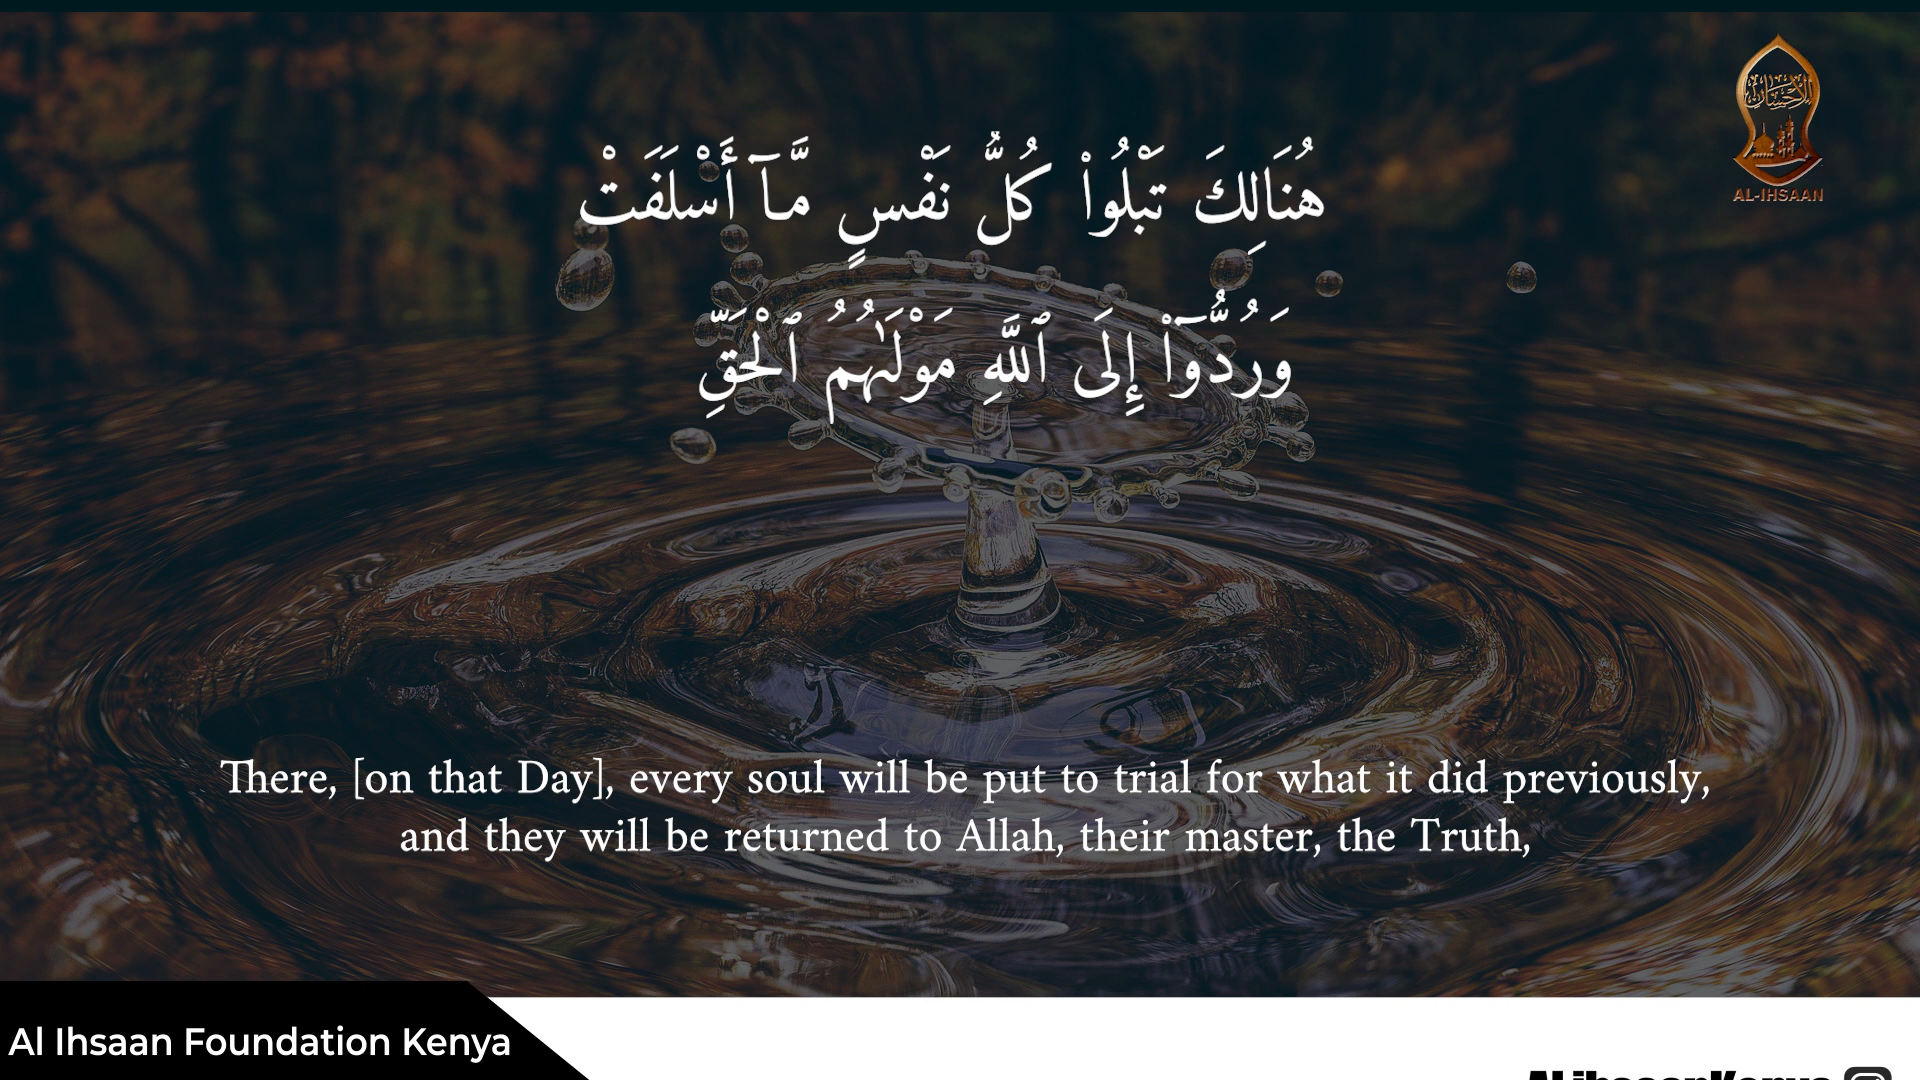 الإحسان
AL-IHSAAN
هُنَالِكَ تَبْلُوا۟ كُلُّ نَفْسٍ مَّآ أَسْلَفَتْ
وَرُدُّوٓا۟ إِلَى ٱللَّهِ مَوْلَىٰهُمُ ٱلْحَقِّ
There, [on that Day], every soul will be put to trial for what it did previously,
and they will be returned to Allah, their master, the Truth,
Al Ihsaan Foundation Kenya